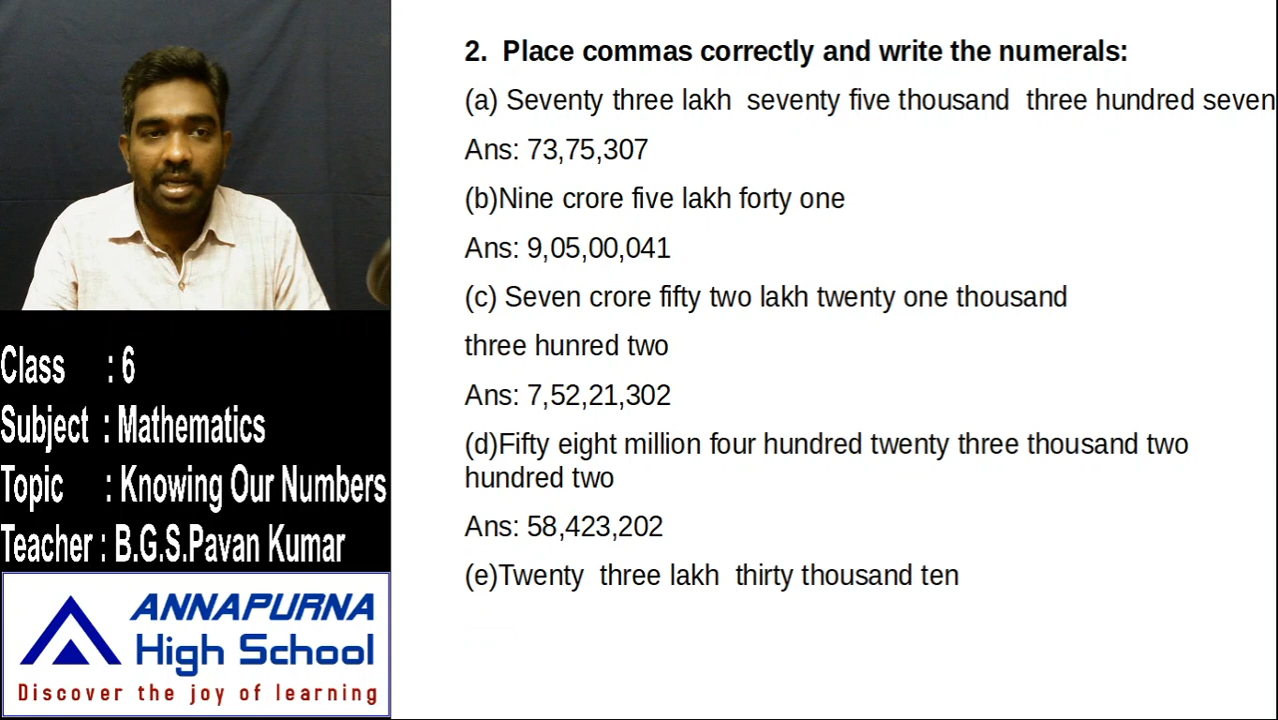 2. Place commas correctly and write the numerals:
(a) Seventy three lakh seventy five thousand three hundred seven
Ans: 73,75,307
(b)Nine crore five lakh forty one
Ans: 9,05,00,041
(c) Seven crore fifty two lakh twenty one thousand
three hunred two
Ans: 7,52,21,302
(d)Fifty eight million four hundred twenty three thousand two
hundred two
Ans: 58,423,202
(e)Twenty three lakh thirty thousand ten
Class : 6
Subject : Mathematics
Topic : Knowing Our Numbers
Teacher : B.G.S.Pavan Kumar
ANNAPURNA
High School
Discover the joy of learning